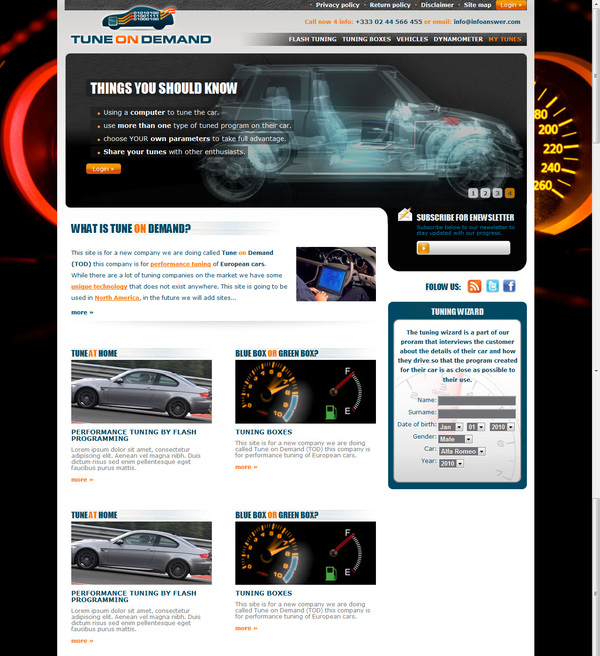 Privacy policy Return policy Disclaimer Site map Login »
Call now 4 info: +333 02 44 566 455 or email: info@infoanswer.com
TUNE ON DEMAND
FLASH TUNING TUNING BOXES VEHICLES DYNAMOMETER MY TUNES
THINGS YOU SHOULD KNOW
Using a computer to tune the car.
use more than one type of tuned program on their car.
choose YOUR own parameters to take full advantage.
Share your tunes with other enthusiasts.
Login »
1 2 3 4
80
100
120
140
160
180
200
220
240
260
SUBSCRIBE FOR ENEWSLETTER
Subscribe below to our enewsletter to
stay updated with our progress.
WHAT IS TUNE ON DEMAND?
This site is for a new company we are doing called Tune on Demand
(TOD) this company is for performance tuning of European cars.
While there are a lot of tuning companies on the market we have some
unique technology that does not exist anywhere. This site is going to be
used in North America, in the future we will add sites...
more »
FOLLOW US:
TUNING WIZARD
The tuning wizard is a part of our
proram that interviews the customer
about the details of their car and how
they drive so that the program created
for their car is as close as possible to
their use.
Name:
Surname:
Date of birth: Jan 01 2010
Gender: Male
Car: Alfa Romeo
Year: 2010
TUNE AT HOME
PERFORMANCE TUNING BY FLASH
PROGRAMMING
Lorem ipsum dolor sit amet, consectetur
adipiscing elit. Aenean vel magna nibh. Duis
dictum risus sed enim pellentesque eget
faucibus purus mattis.
more »
BLUE BOX OR GREEN BOX?
F
E
TUNING BOXES
This site is for a new company we are doing
called Tune on Demand (TOD) this company is
for performance tuning of European cars.
more »
TUNE AT HOME
PERFORMANCE TUNING BY FLASH
PROGRAMMING
Lorem ipsum dolor sit amet, consectetur
adipiscing elit. Aenean vel magna nibh. Duis
dictum risus sed enim pellentesque eget
faucibus purus mattis.
more »
BLUE BOX OR GREEN BOX?
F
E
TUNING BOXES
This site is for a new company we are doing
called Tune on Demand (TOD) this company is
for performance tuning of European cars.
more »